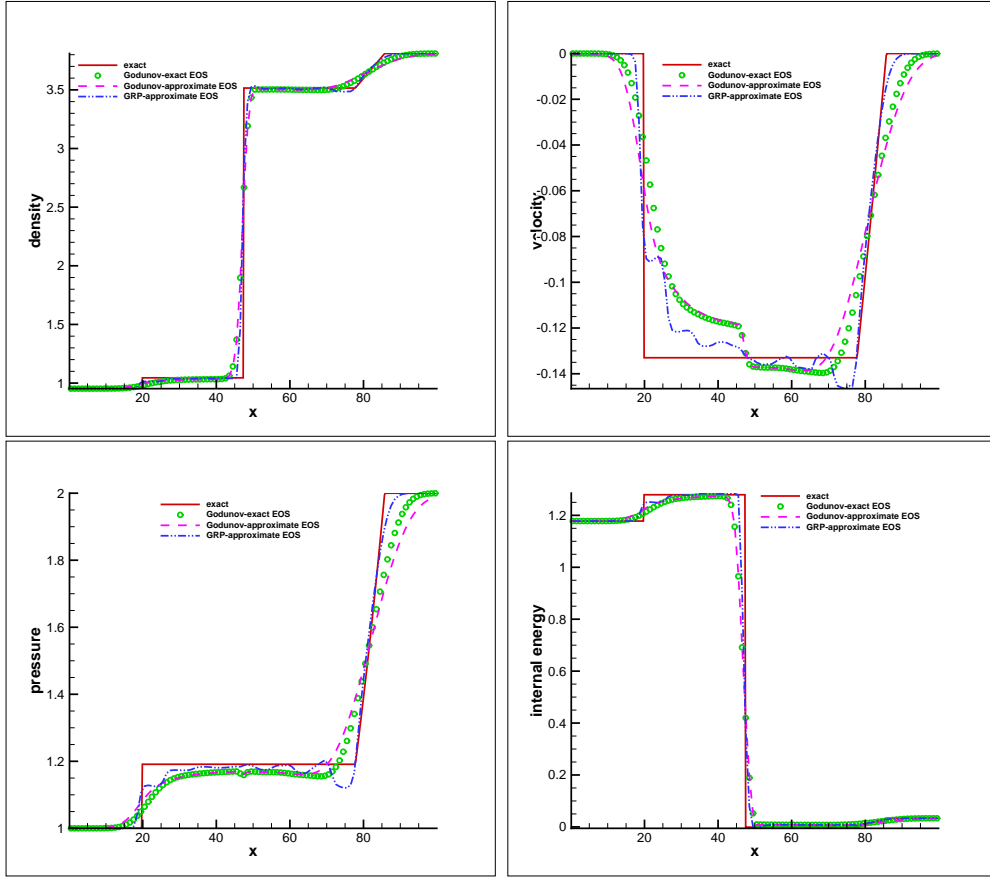 exact
Godunov-exact EOS
Godunov-approximate EOS
GRP-approximate EOS
density
3.5
3
2.5
2
1.5
1
20
40
60
80
x
exact
Godunov-exact EOS
Godunov-approximate EOS
GRP-approximate EOS
velocity
0
-0.02
-0.04
-0.06
-0.08
-0.1
-0.12
-0.14
20
40
60
80
x
exact
Godunov-exact EOS
Godunov-approximate EOS
GRP-approximate EOS
pressure
2
1.8
1.6
1.4
1.2
1
20
40
60
80
x
exact
Godunov-exact EOS
Godunov-approximate EOS
GRP-approximate EOS
internal energy
1.2
1
0.8
0.6
0.4
0.2
0
20
40
60
80
x